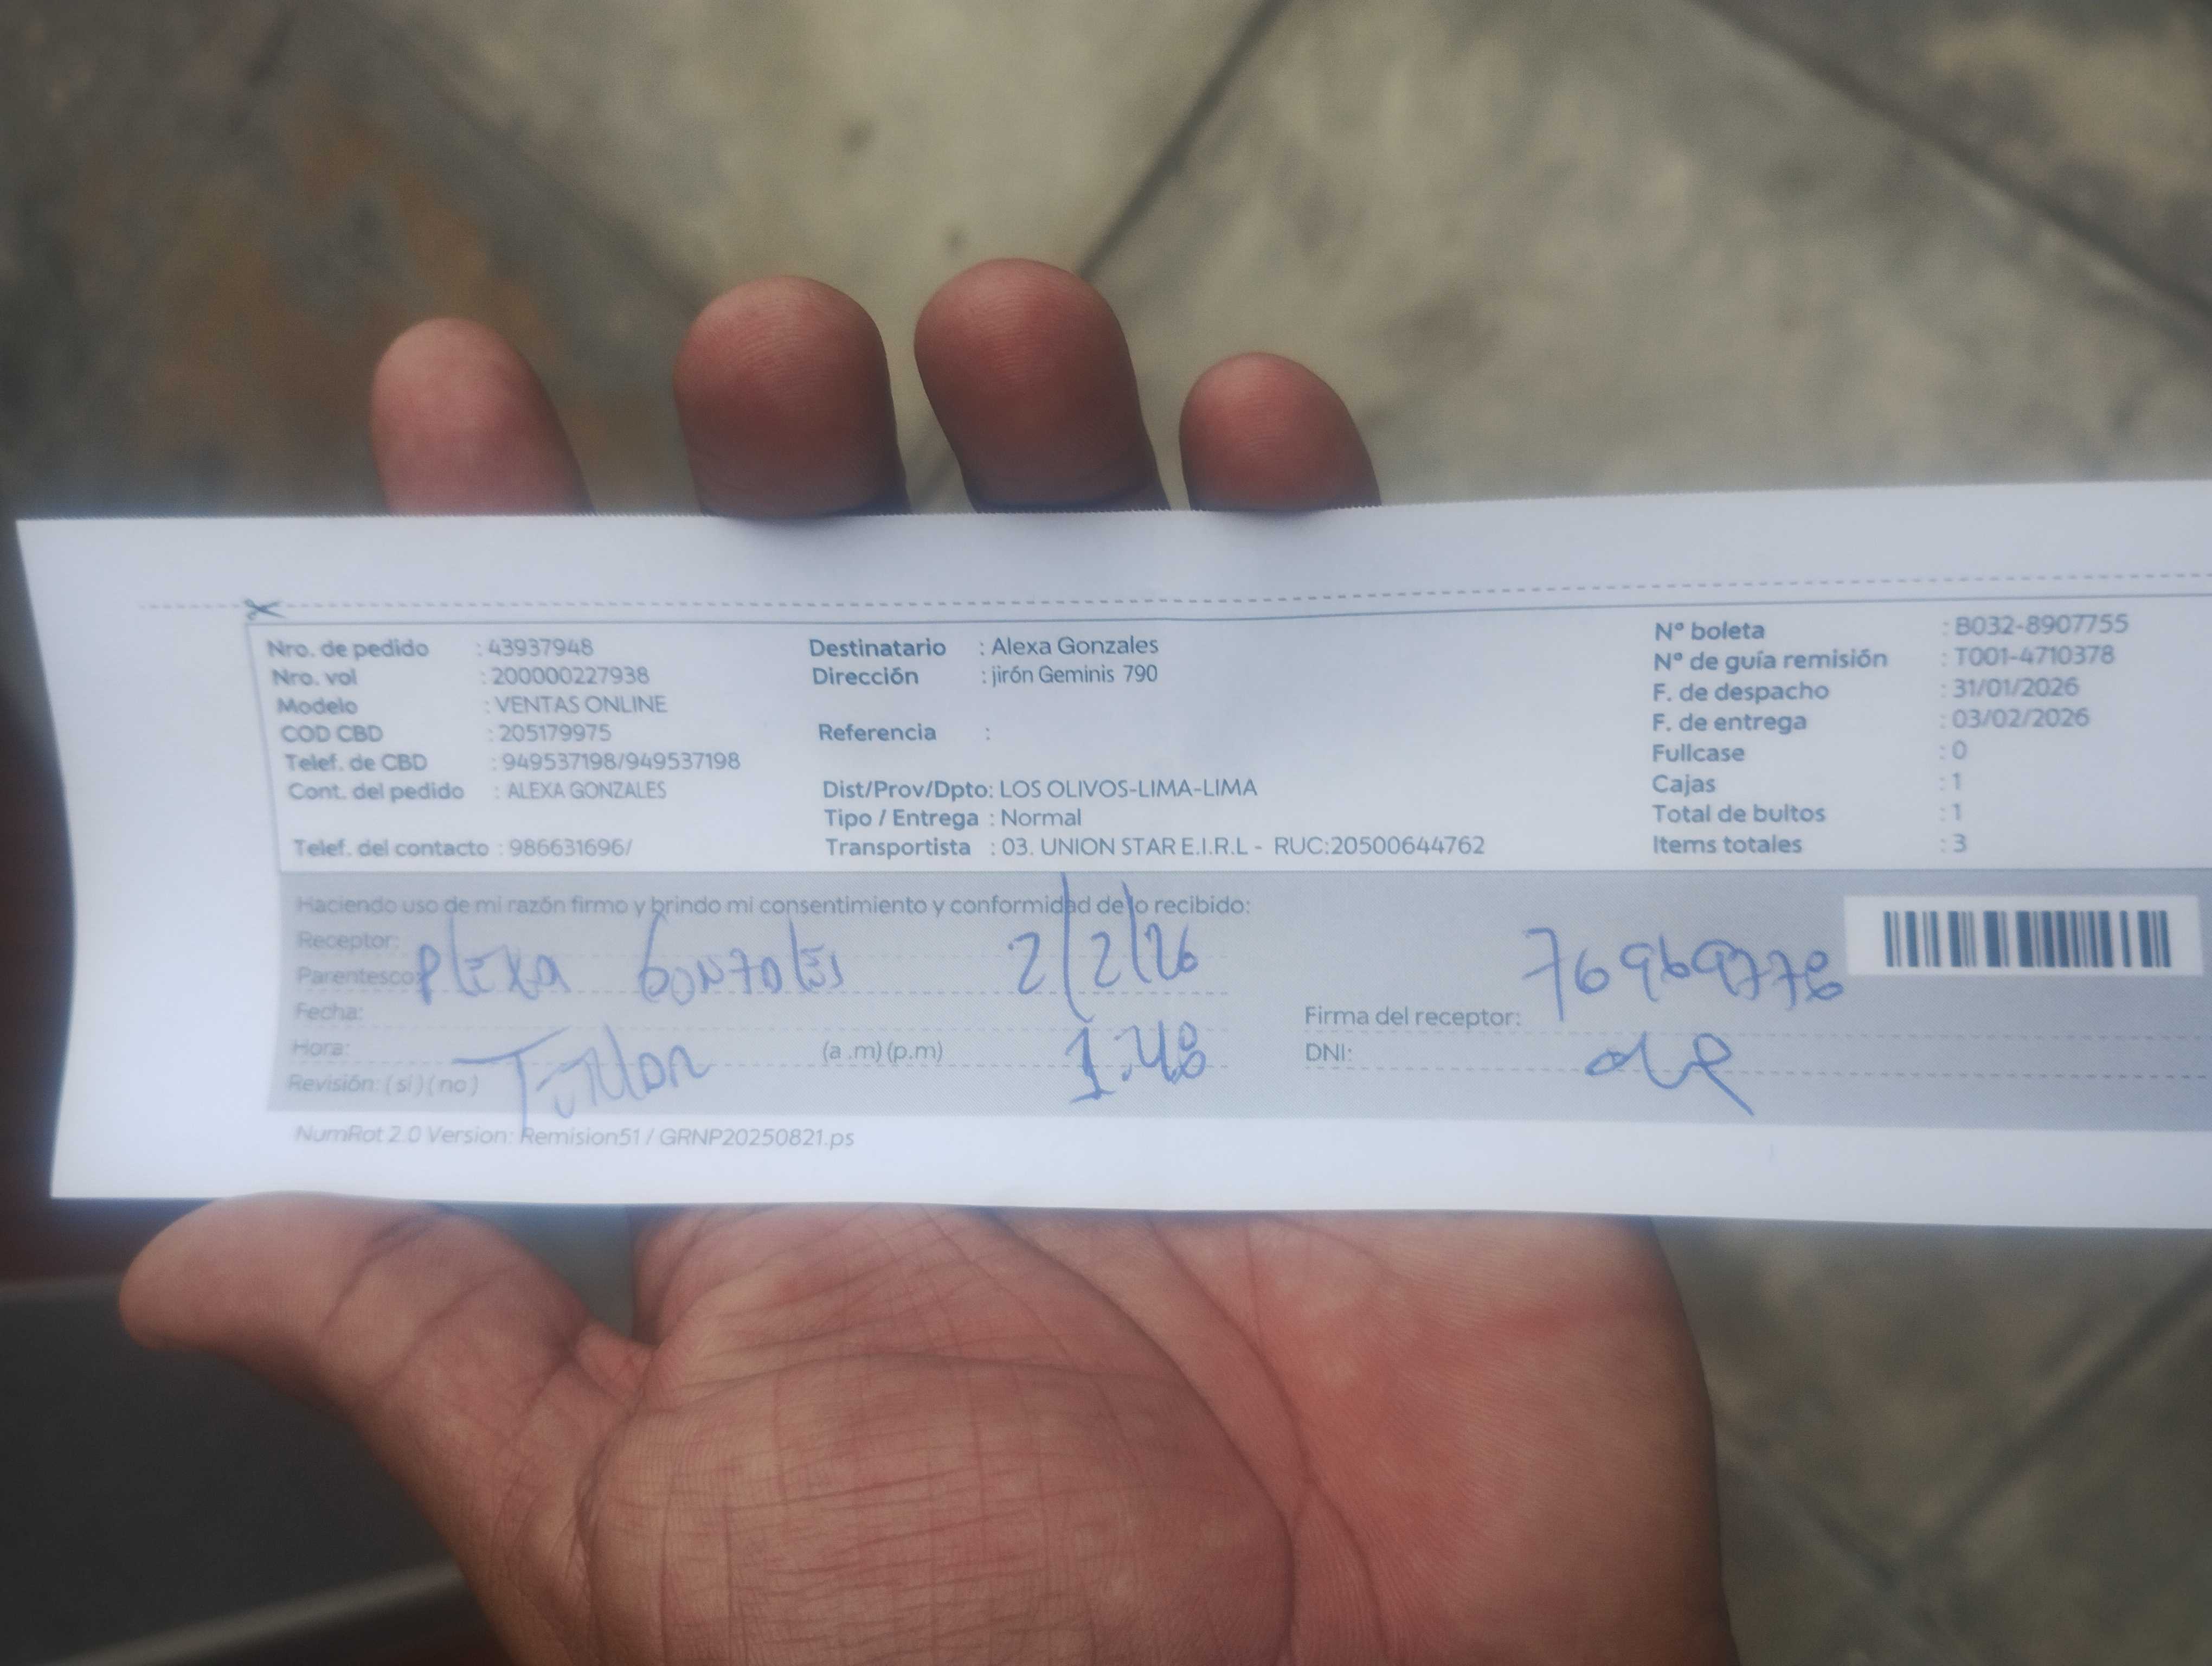 Nro. de pedido : 43937948
Nro. vol : 200000227938
Modelo : VENTAS ONLINE
COD CBD : 205179975
Telef. de CBD : 949537198/949537198
Cont. del pedido : ALEXA GONZALES
Telef. del contacto : 986631696/
Destinatario : Alexa Gonzales
Dirección : jirón Geminis 790
Referencia :
Dist/Prov/Dpto: LOS OLIVOS-LIMA-LIMA
Tipo / Entrega : Normal
Transportista : 03. UNION STAR E.I.R.L - RUC:20500644762
N° boleta : B032-8907755
N° de guía remisión : T001-4710378
F. de despacho : 31/01/2026
F. de entrega : 03/02/2026
Fullcase : 0
Cajas : 1
Total de bultos : 1
Items totales : 3
Haciendo uso de mi razón firmo y brindo mi consentimiento y conformidad de lo recibido:
Receptor:
Parentesco: Alexa Gonzales 2/2/26
Fecha:
Hora: (a .m) (p.m) 1:48
Revisión: ( si ) ( no )
76969778
Firma del receptor:
DNI:
NumRot 2.0 Version: Remision51 / GRNP20250821.ps